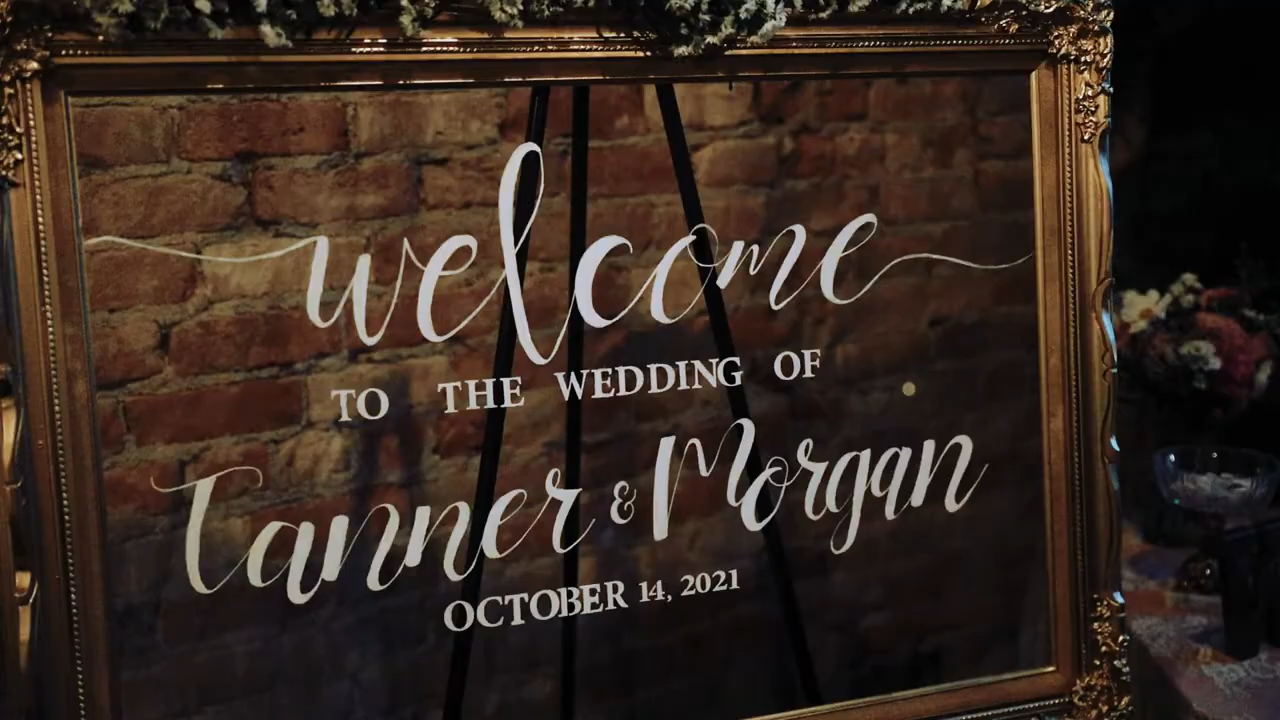 welcome
TO THE WEDDING OF
Tanner & Morgan
OCTOBER 14, 2021